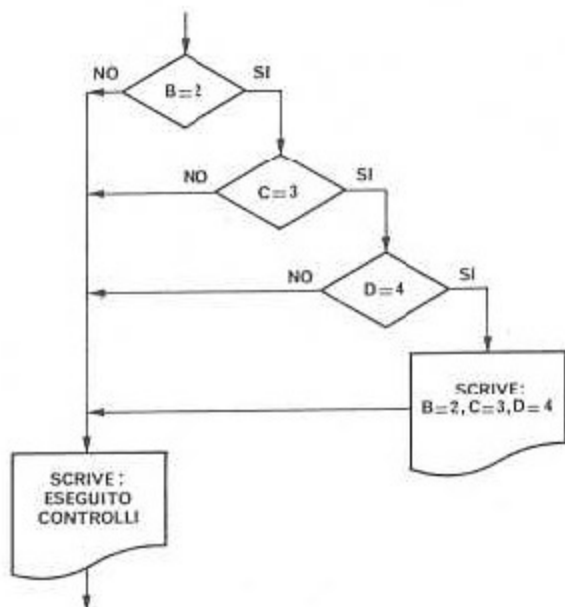 NO
SI
B=2
NO
SI
C=3
NO
SI
D=4
SCRIVE:
B=2, C=3, D=4
SCRIVE:
ESEGUITO
CONTROLLI